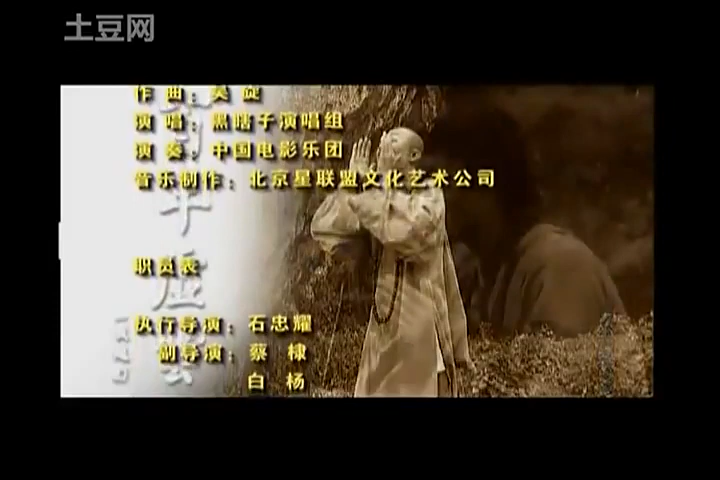 土豆网
作 曲：吴 旋
演 唱：黑瞎子演唱组
演 奏：中国电影乐团
音乐制作：北京星联盟文化艺术公司
职员表
执行导演：石忠耀
副导演：蔡 棣
白 杨